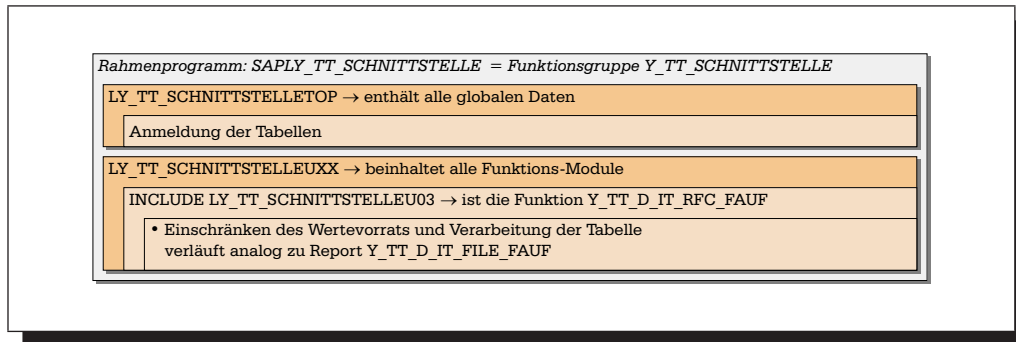 Rahmenprogramm: SAPLY_TT_SCHNITTSTELLE = Funktionsgruppe Y_TT_SCHNITTSTELLE
LY_TT_SCHNITTSTELLETOP → enthält alle globalen Daten
Anmeldung der Tabellen
LY_TT_SCHNITTSTELLEUXX → beinhaltet alle Funktions-Module
INCLUDE LY_TT_SCHNITTSTELLEU03 → ist die Funktion Y_TT_D_IT_RFC_FAUF
• Einschränken des Wertevorrats und Verarbeitung der Tabelle
verläuft analog zu Report Y_TT_D_IT_FILE_FAUF